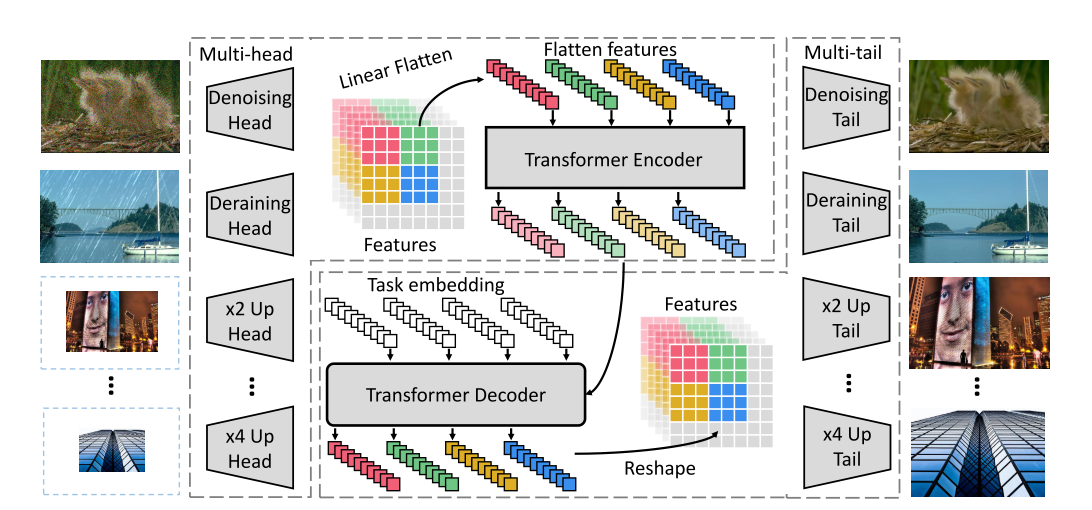 Multi-head
Denoising
Head
Deraining
Head
x2 Up
Head
...
x4 Up
Head
Linear Flatten
Features
Flatten features
Transformer Encoder
Task embedding
Transformer Decoder
Features
Reshape
Multi-tail
Denoising
Tail
Deraining
Tail
x2 Up
Tail
...
x4 Up
Tail